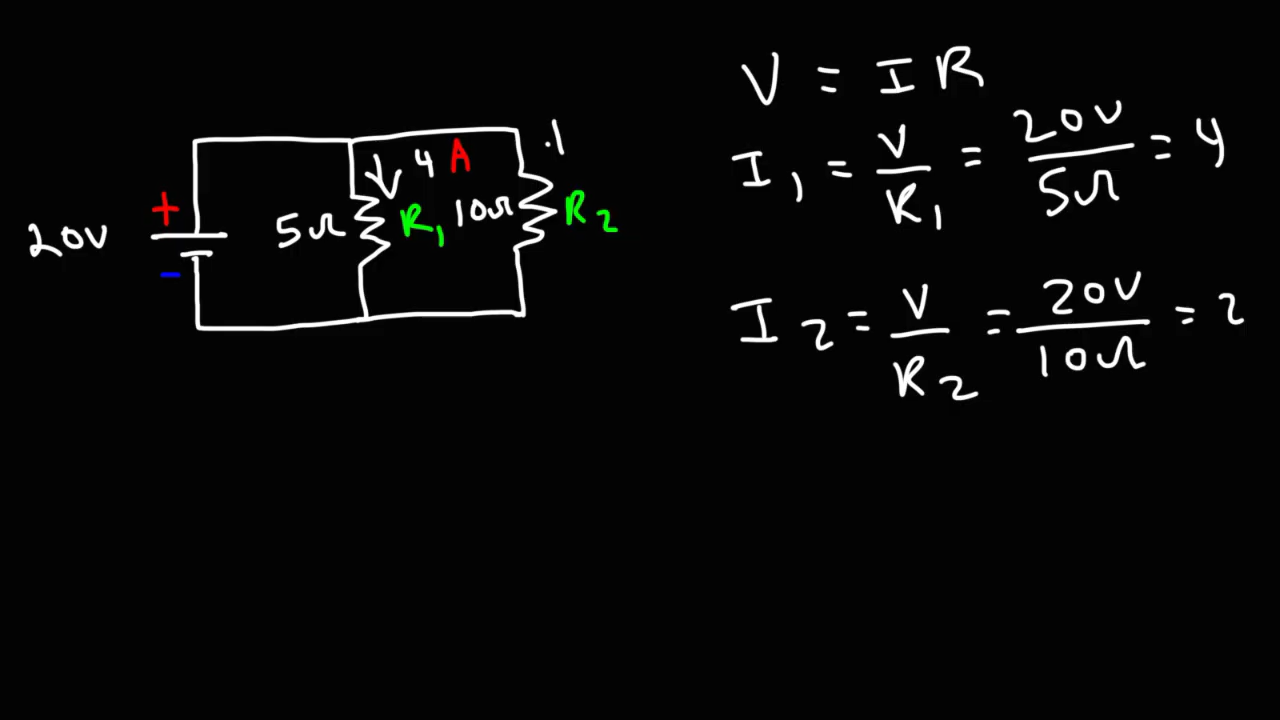 V = IR
I₁ = V/R₁ = 20V/5Ω = 4
I₂ = V/R₂ = 20V/10Ω = 2
20V
+
-
5Ω
R₁
4 A
10Ω
R₂